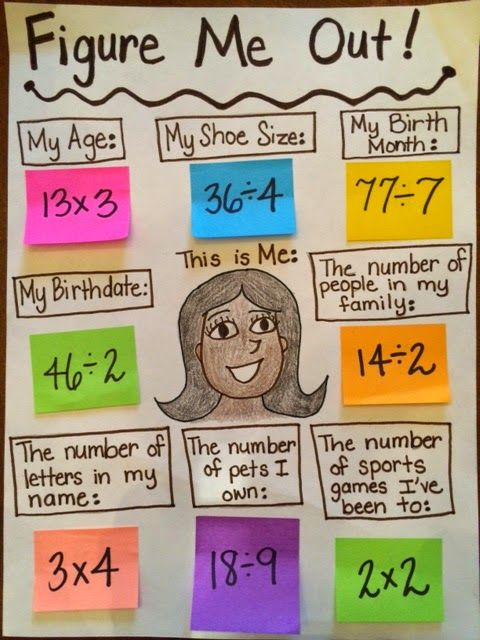 Figure Me Out!
My Age:
13x3
My Shoe Size:
36÷4
My Birth
Month:
77÷7
My Birthdate:
46÷2
This is Me:
The number of
people in my
family:
14÷2
The number of
letters in my
name:
3x4
The number
of pets I
own:
18÷9
The number
of sports
games I've
been to:
2x2